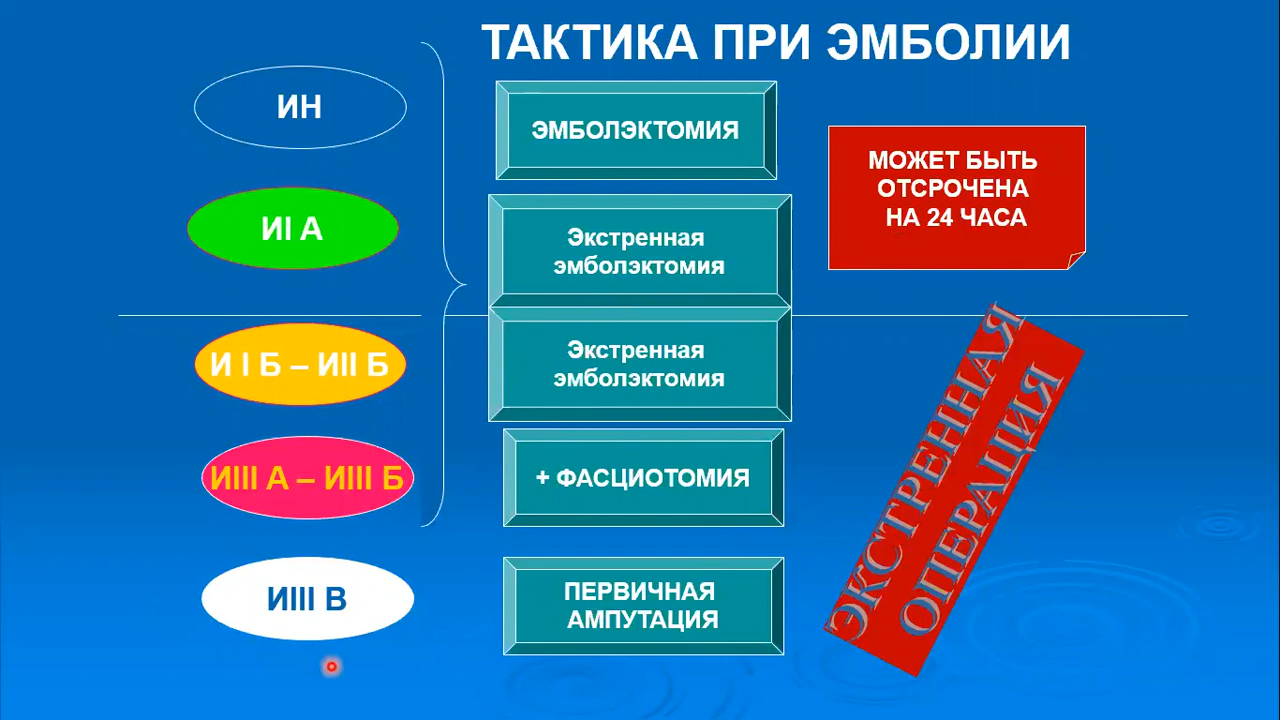 ТАКТИКА ПРИ ЭМБОЛИИ
ИН
ЭМБОЛЭКТОМИЯ
МОЖЕТ БЫТЬ
ОТСРОЧЕНА
НА 24 ЧАСА
ИI А
Экстренная
эмболэктомия
И I Б – ИII Б
Экстренная
эмболэктомия
ИIII А – ИIII Б
+ ФАСЦИОТОМИЯ
ЭКСТРЕННАЯ
ОПЕРАЦИЯ
ИIII В
ПЕРВИЧНАЯ
АМПУТАЦИЯ